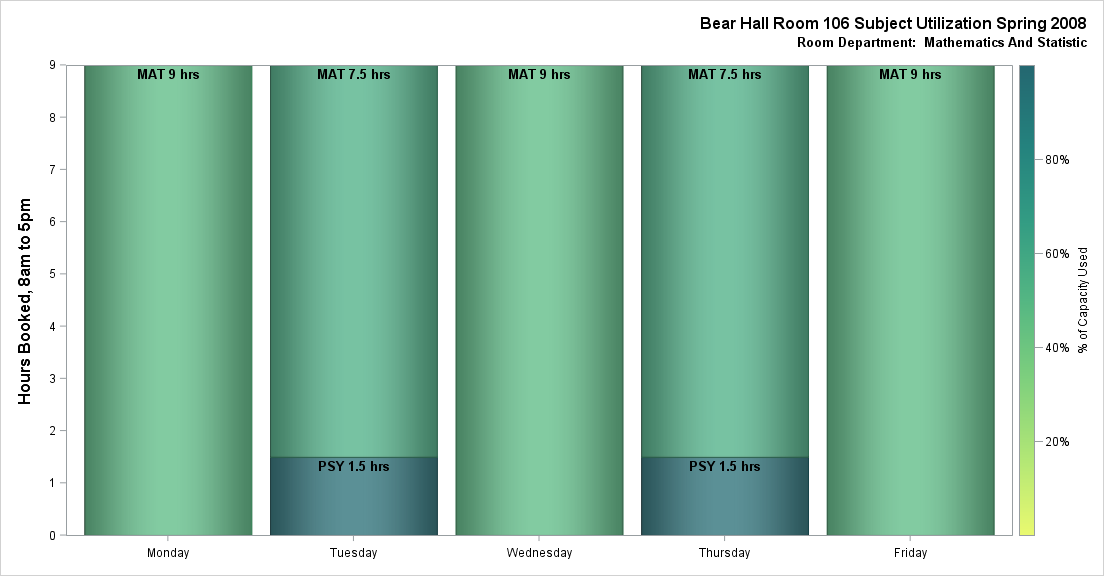 Bear Hall Room 106 Subject Utilization Spring 2008
Room Department: Mathematics And Statistic
Hours Booked, 8am to 5pm
9
8
7
6
5
4
3
2
1
0
MAT 9 hrs
MAT 7.5 hrs
MAT 9 hrs
MAT 7.5 hrs
MAT 9 hrs
PSY 1.5 hrs
PSY 1.5 hrs
Monday
Tuesday
Wednesday
Thursday
Friday
80%
60%
40%
20%
% of Capacity Used